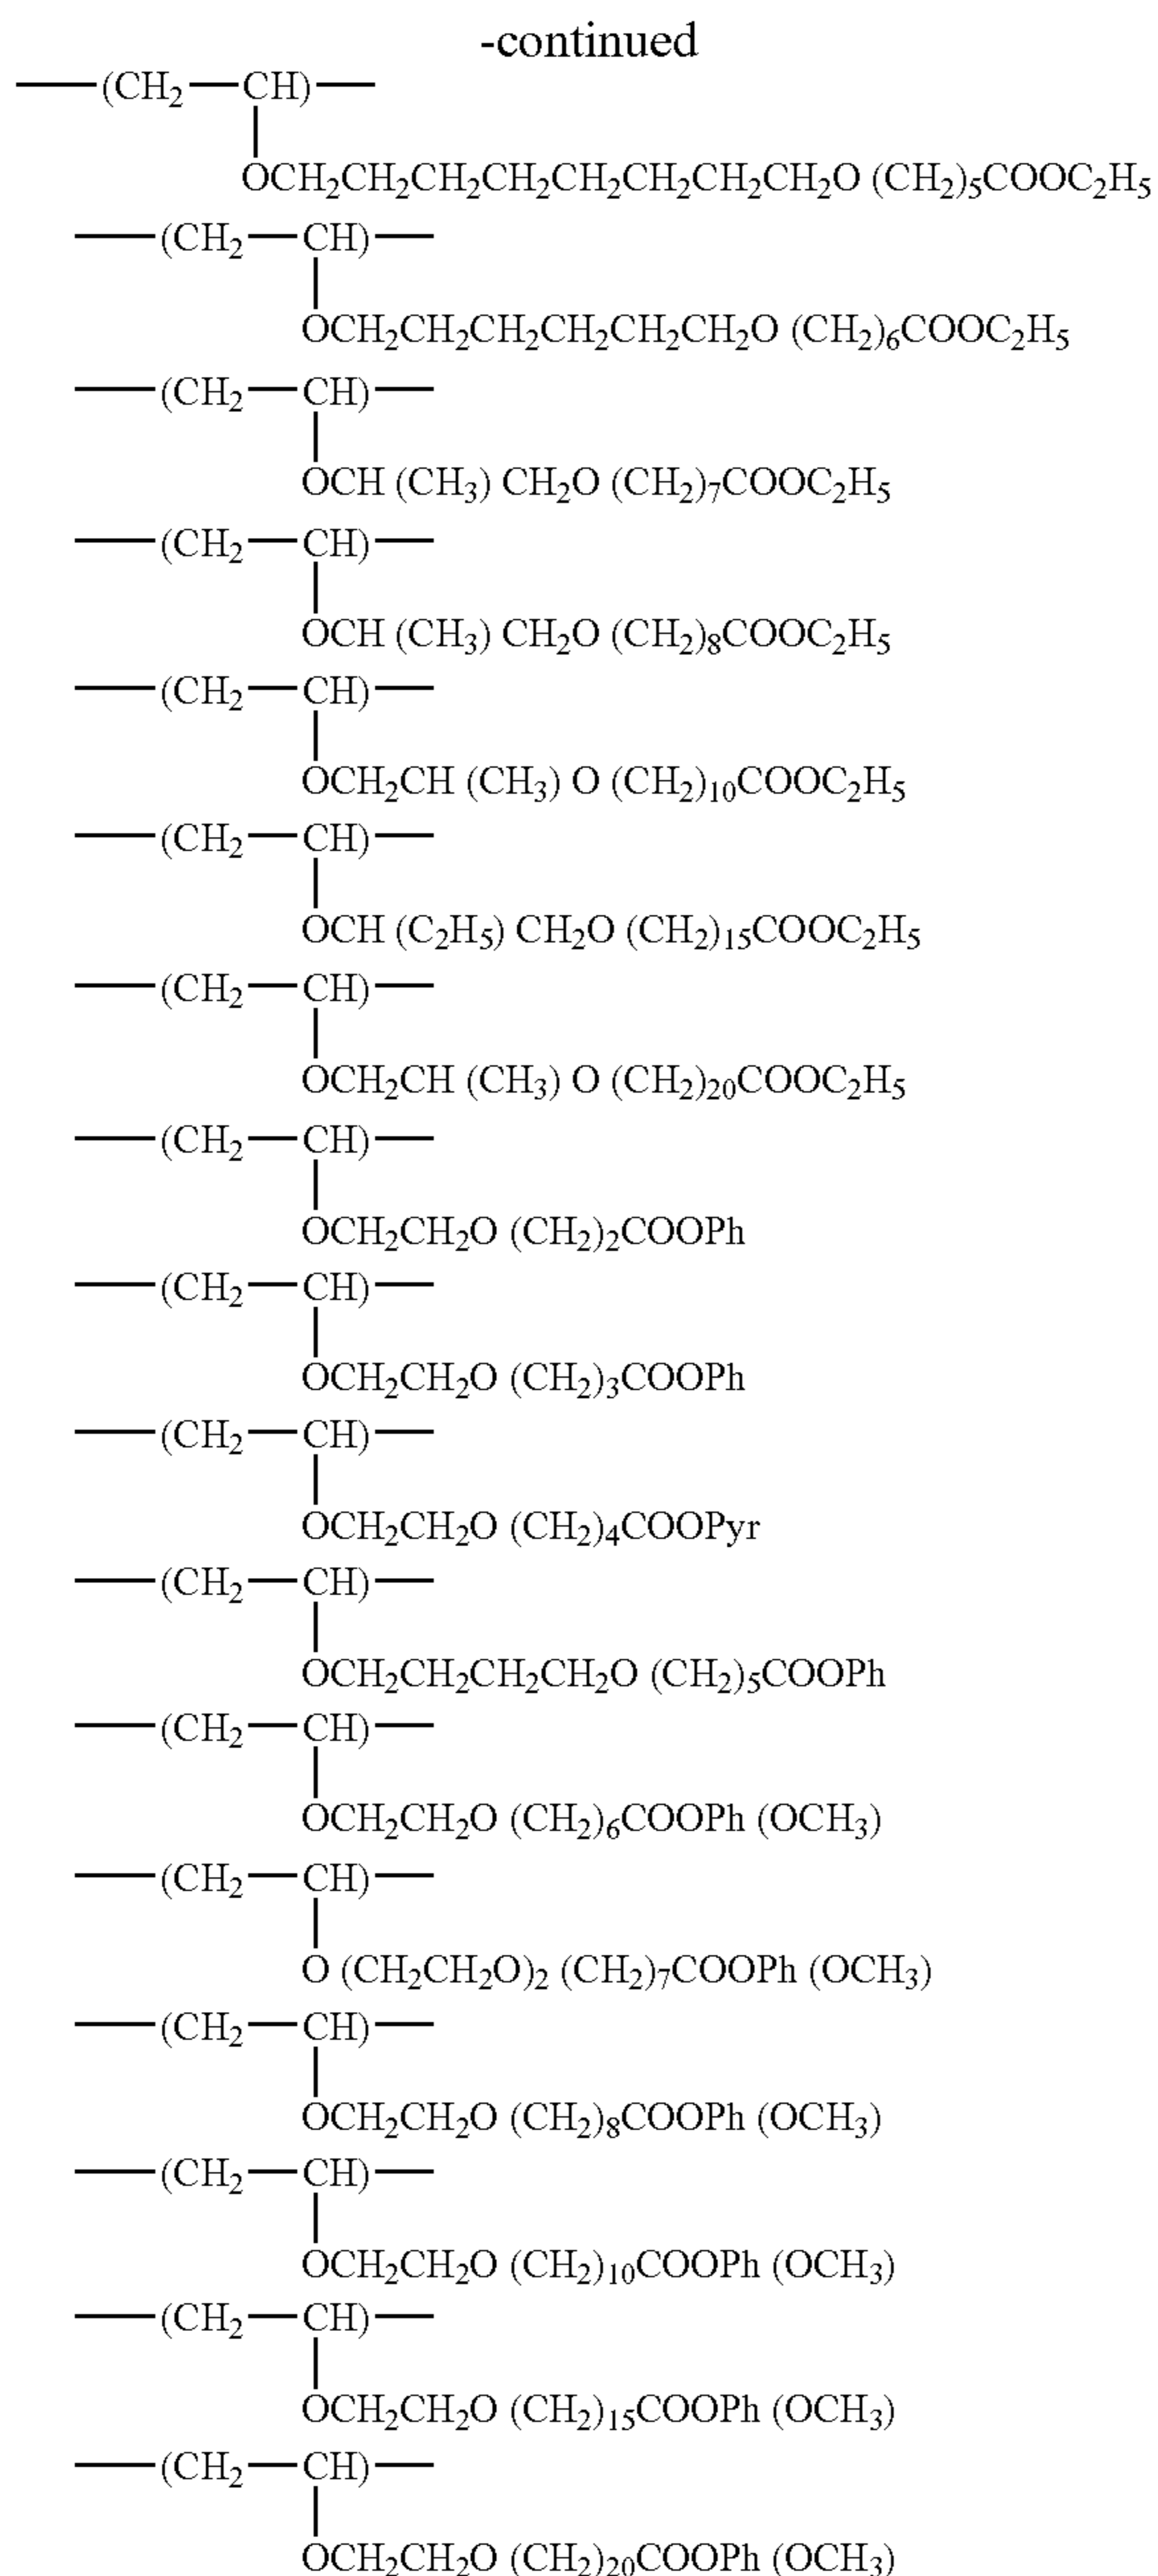 -continued
(CH2 CH)
OCH2CH2CH2CH2CH2CH2CH2CH2O (CH2)5COOC2H5
(CH2 CH)
OCH2CH2CH2CH2CH2CH2O (CH2)6COOC2H5
(CH2 CH)
OCH (CH3) CH2O (CH2)7COOC2H5
(CH2 CH)
OCH (CH3) CH2O (CH2)8COOC2H5
(CH2 CH)
OCH2CH (CH3) O (CH2)10COOC2H5
(CH2 CH)
OCH (C2H5) CH2O (CH2)15COOC2H5
(CH2 CH)
OCH2CH (CH3) O (CH2)20COOC2H5
(CH2 CH)
OCH2CH2O (CH2)2COOPh
(CH2 CH)
OCH2CH2O (CH2)3COOPh
(CH2 CH)
OCH2CH2O (CH2)4COOPyr
(CH2 CH)
OCH2CH2CH2CH2O (CH2)5COOPh
(CH2 CH)
OCH2CH2O (CH2)6COOPh (OCH3)
(CH2 CH)
O (CH2CH2O)2 (CH2)7COOPh (OCH3)
(CH2 CH)
OCH2CH2O (CH2)8COOPh (OCH3)
(CH2 CH)
OCH2CH2O (CH2)10COOPh (OCH3)
(CH2 CH)
OCH2CH2O (CH2)15COOPh (OCH3)
(CH2 CH)
OCH2CH2O (CH2)20COOPh (OCH3)